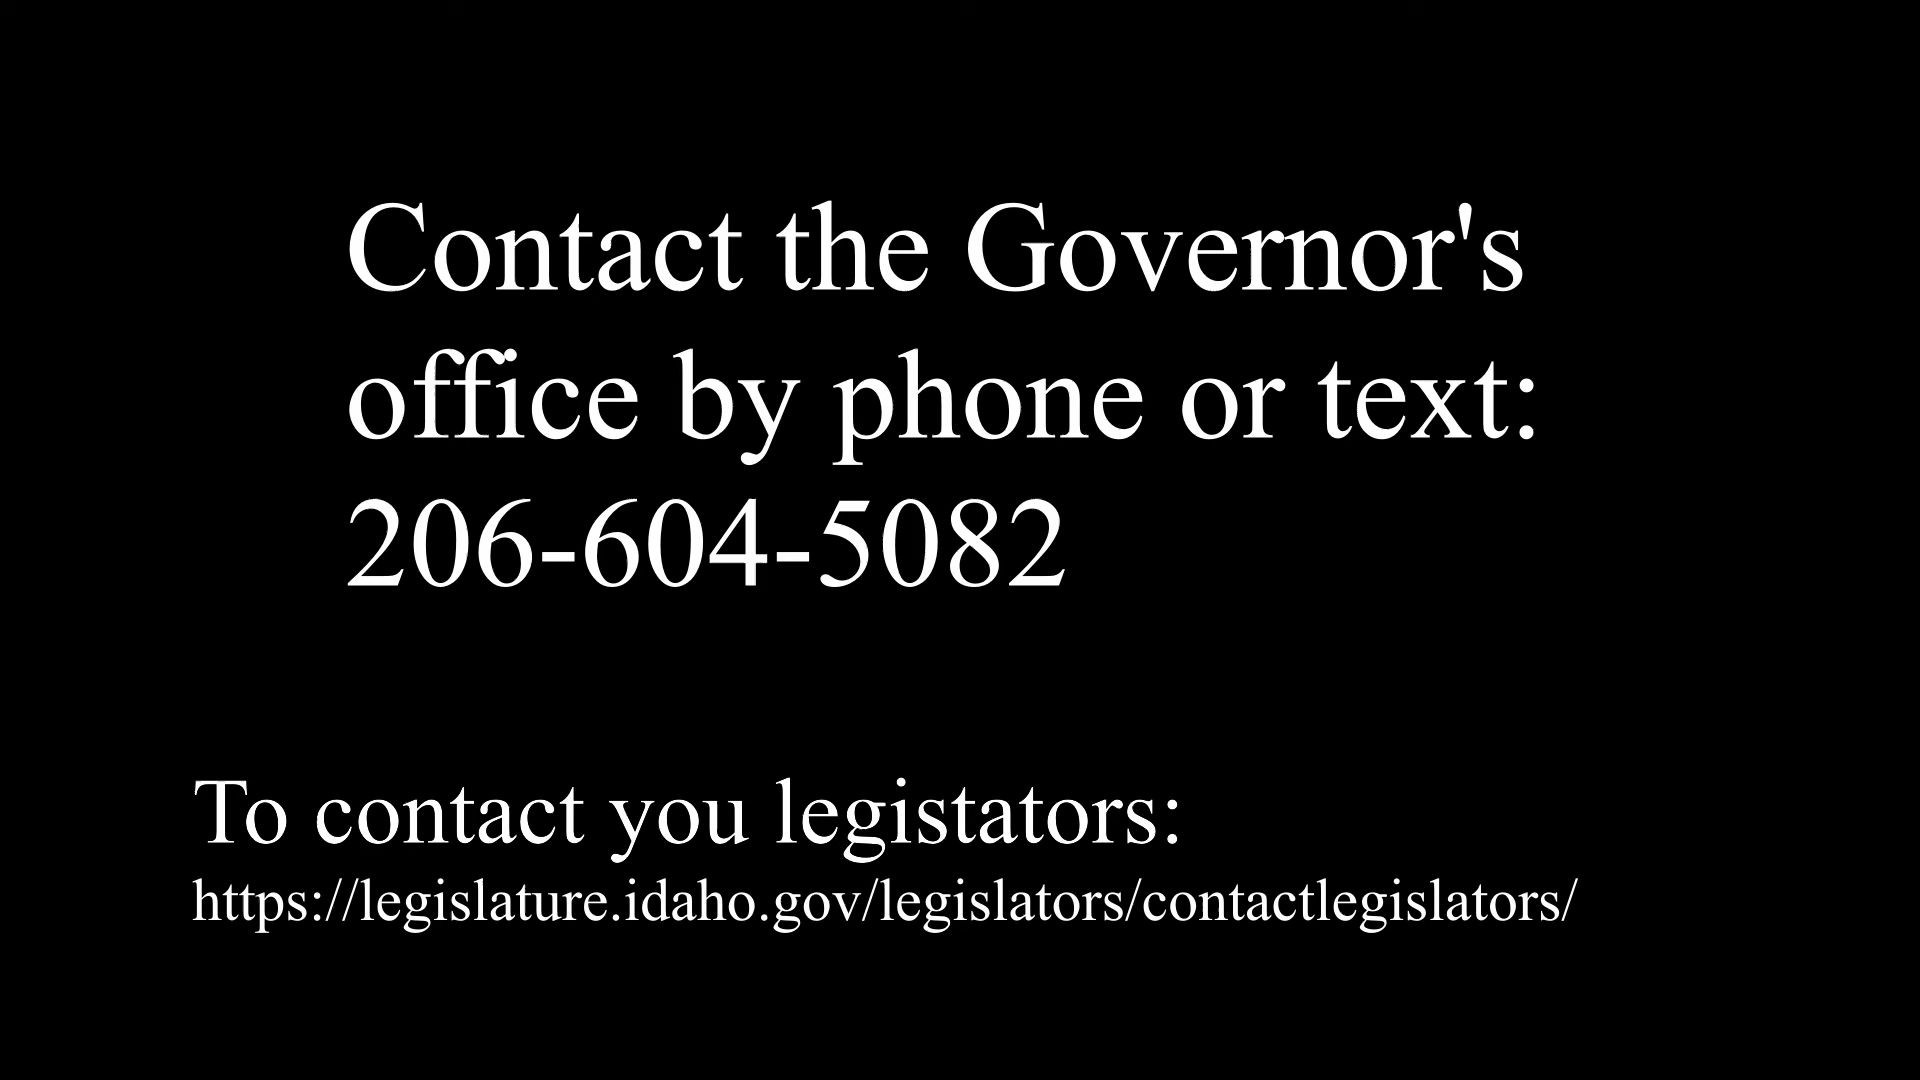 Contact the Governor's
office by phone or text:
206-604-5082
To contact you legistators:
https://legislature.idaho.gov/legislators/contactlegislators/